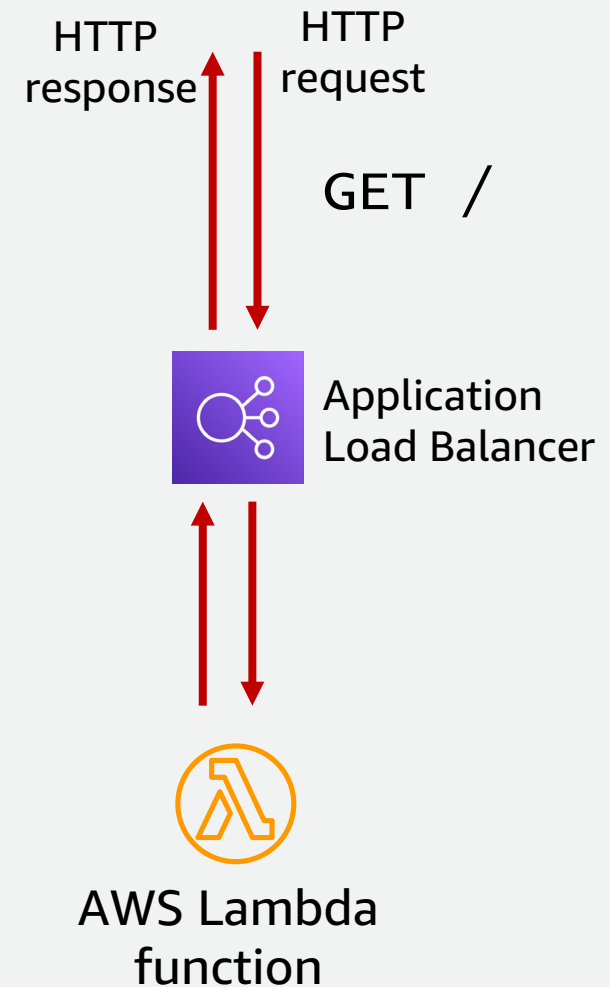 HTTP
response
HTTP
request
GET /
Application
Load Balancer
AWS Lambda
function